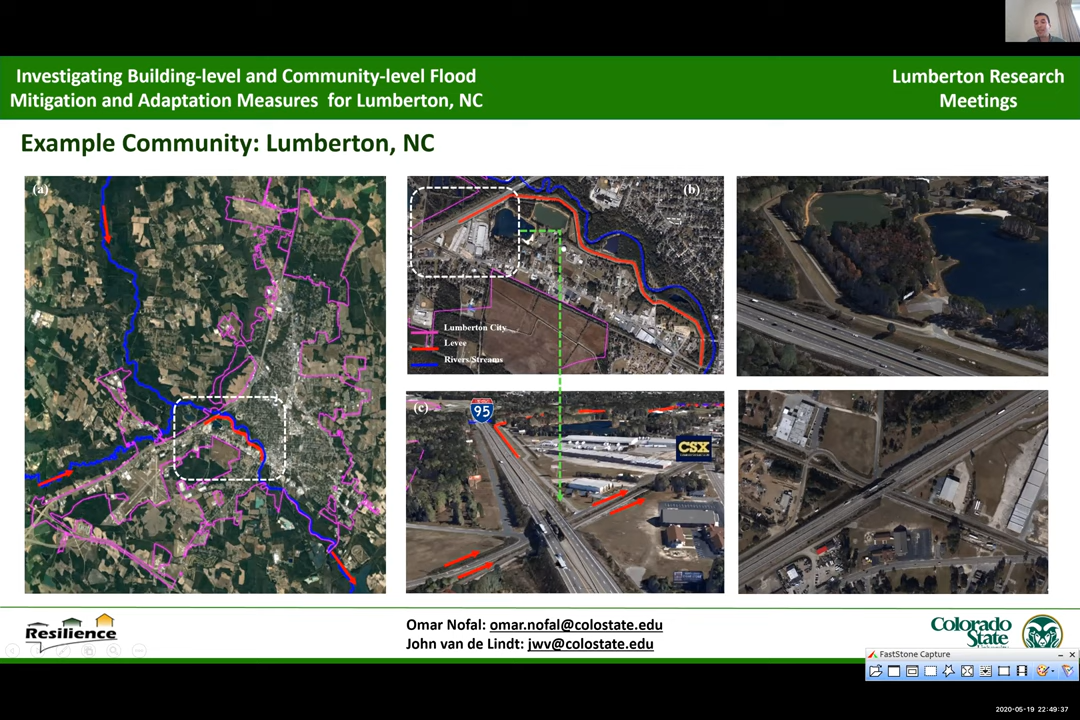 Investigating Building-level and Community-level Flood
Mitigation and Adaptation Measures for Lumberton, NC
Lumberton Research
Meetings
Example Community: Lumberton, NC
(a)
(b)
Lumberton City
Levee
Rivers/Streams
(c)
95
CSX
Resilience
Omar Nofal: omar.nofal@colostate.edu
John van de Lindt: jwv@colostate.edu
Colorado
State
FastStone Capture
2020-05-19 22:49:37